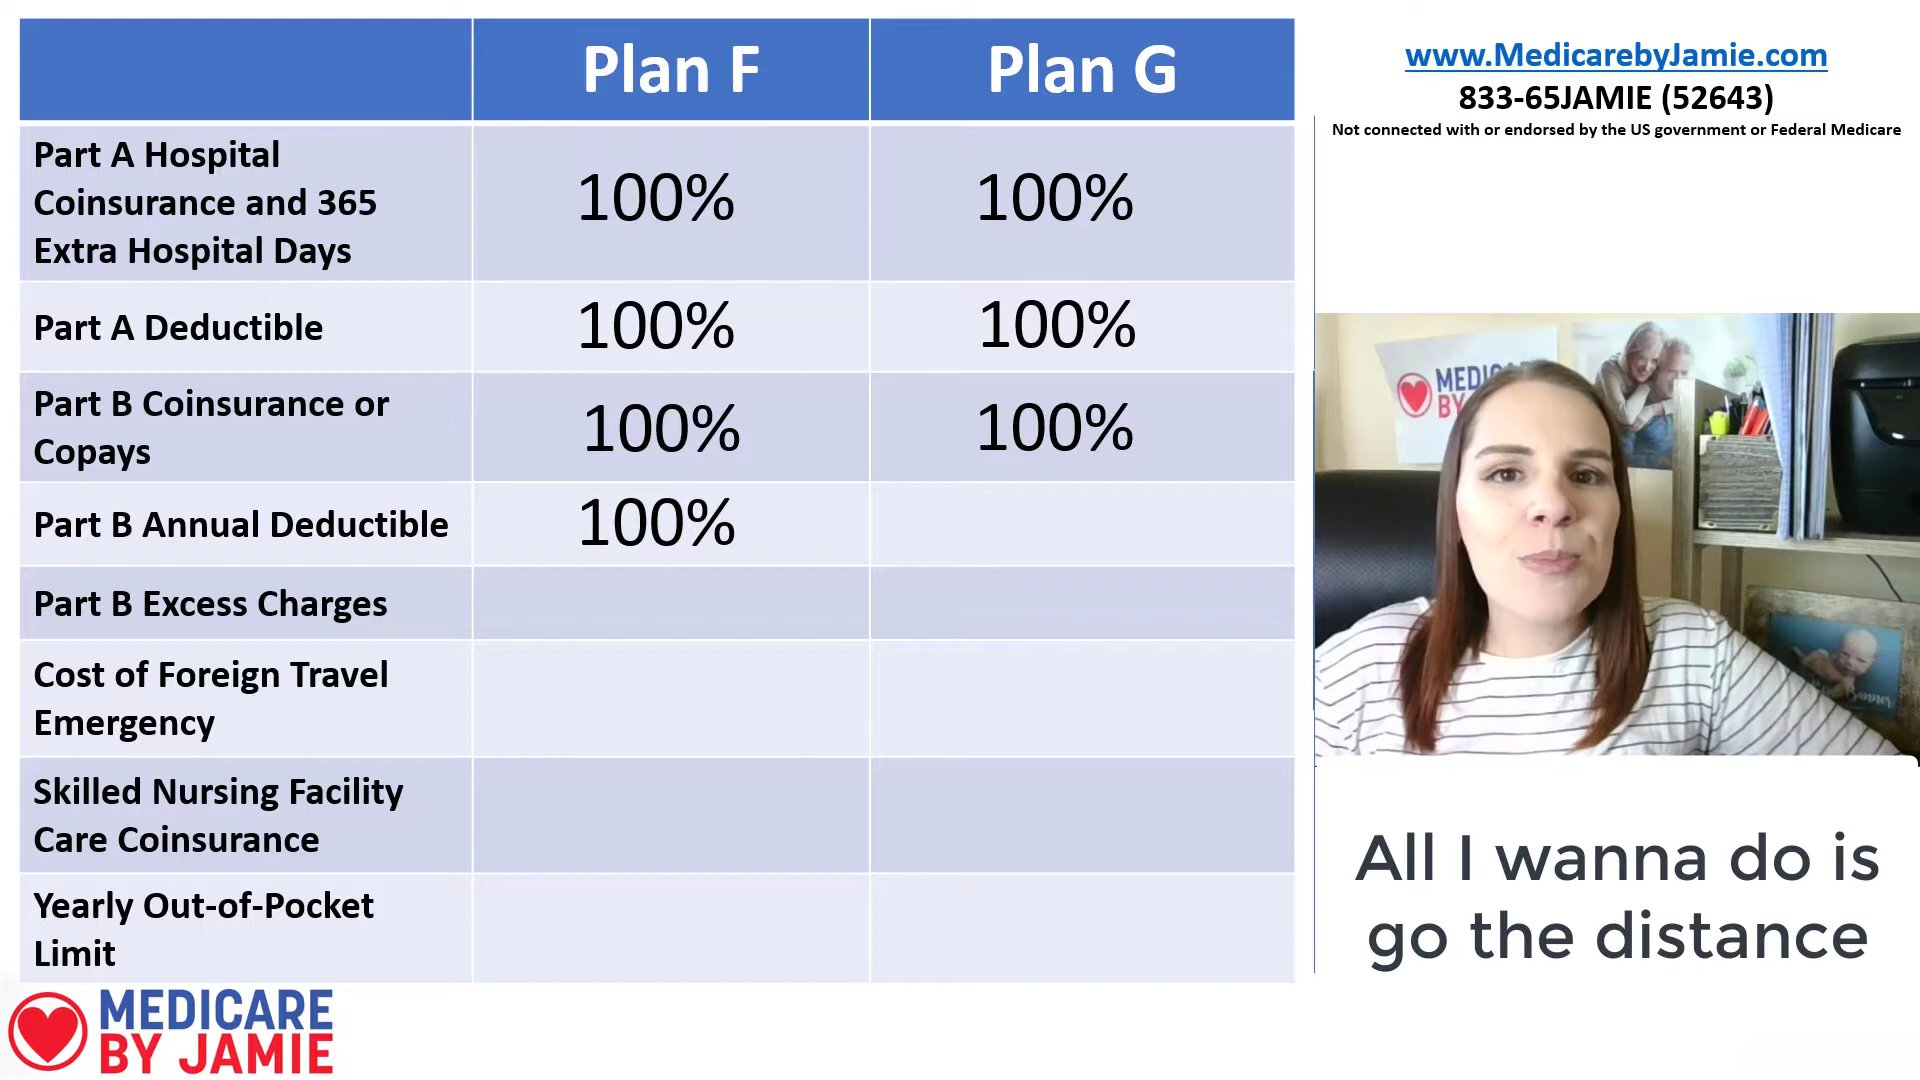 Plan F
Plan G
Part A Hospital
Coinsurance and 365
Extra Hospital Days
100%
100%
Part A Deductible
100%
100%
Part B Coinsurance or
Copays
100%
100%
Part B Annual Deductible
100%
Part B Excess Charges
Cost of Foreign Travel
Emergency
Skilled Nursing Facility
Care Coinsurance
Yearly Out-of-Pocket
Limit
MEDICARE
BY JAMIE
www.MedicarebyJamie.com
833-65JAMIE (52643)
Not connected with or endorsed by the US government or Federal Medicare
All I wanna do is
go the distance